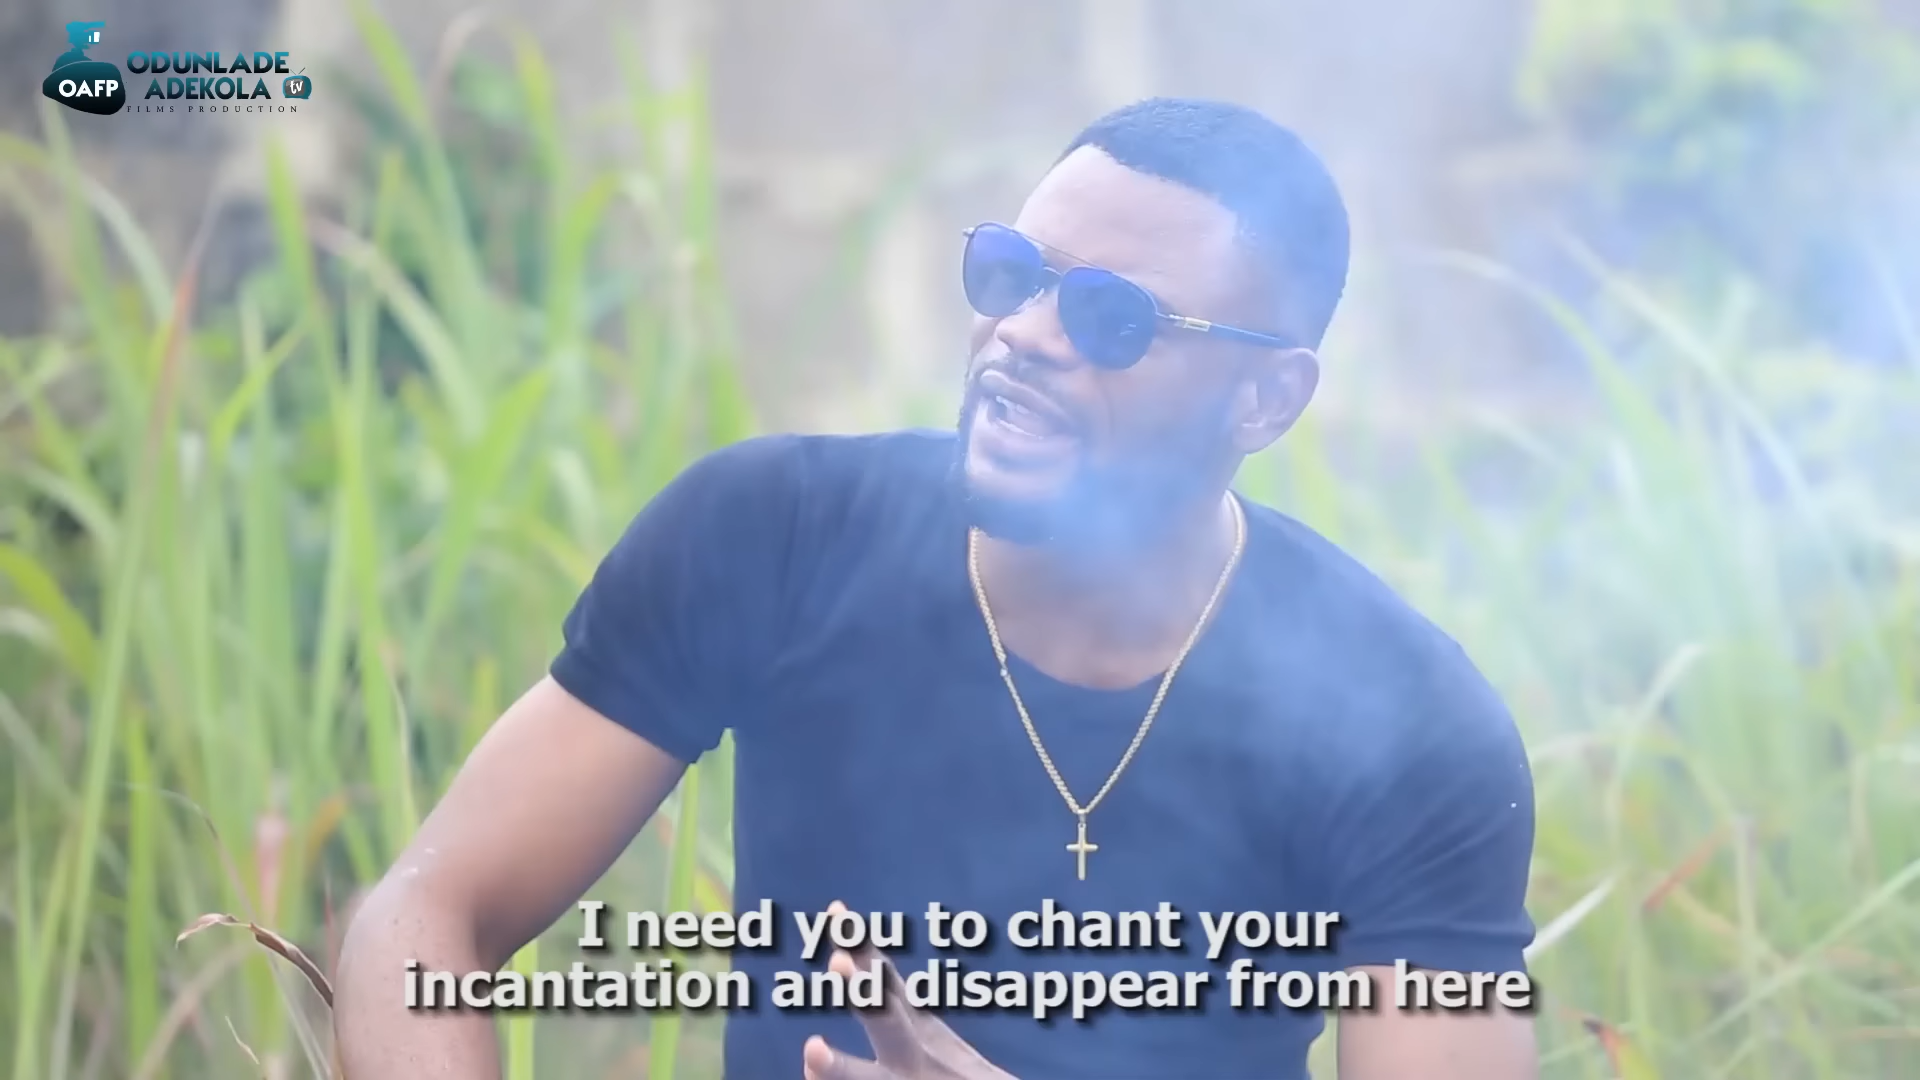 OAFP
ODUNLADE
ADEKOLA tv
FILMS PRODUCTION
I need you to chant your
incantation and disappear from here